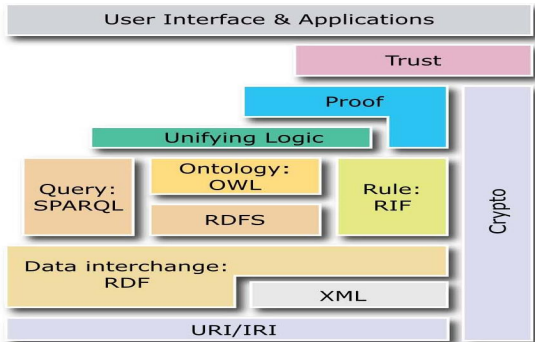 User Interface & Applications
Trust
Proof
Unifying Logic
Query:
SPARQL
Ontology:
OWL
RDFS
Rule:
RIF
Crypto
Data interchange:
RDF
XML
URI/IRI